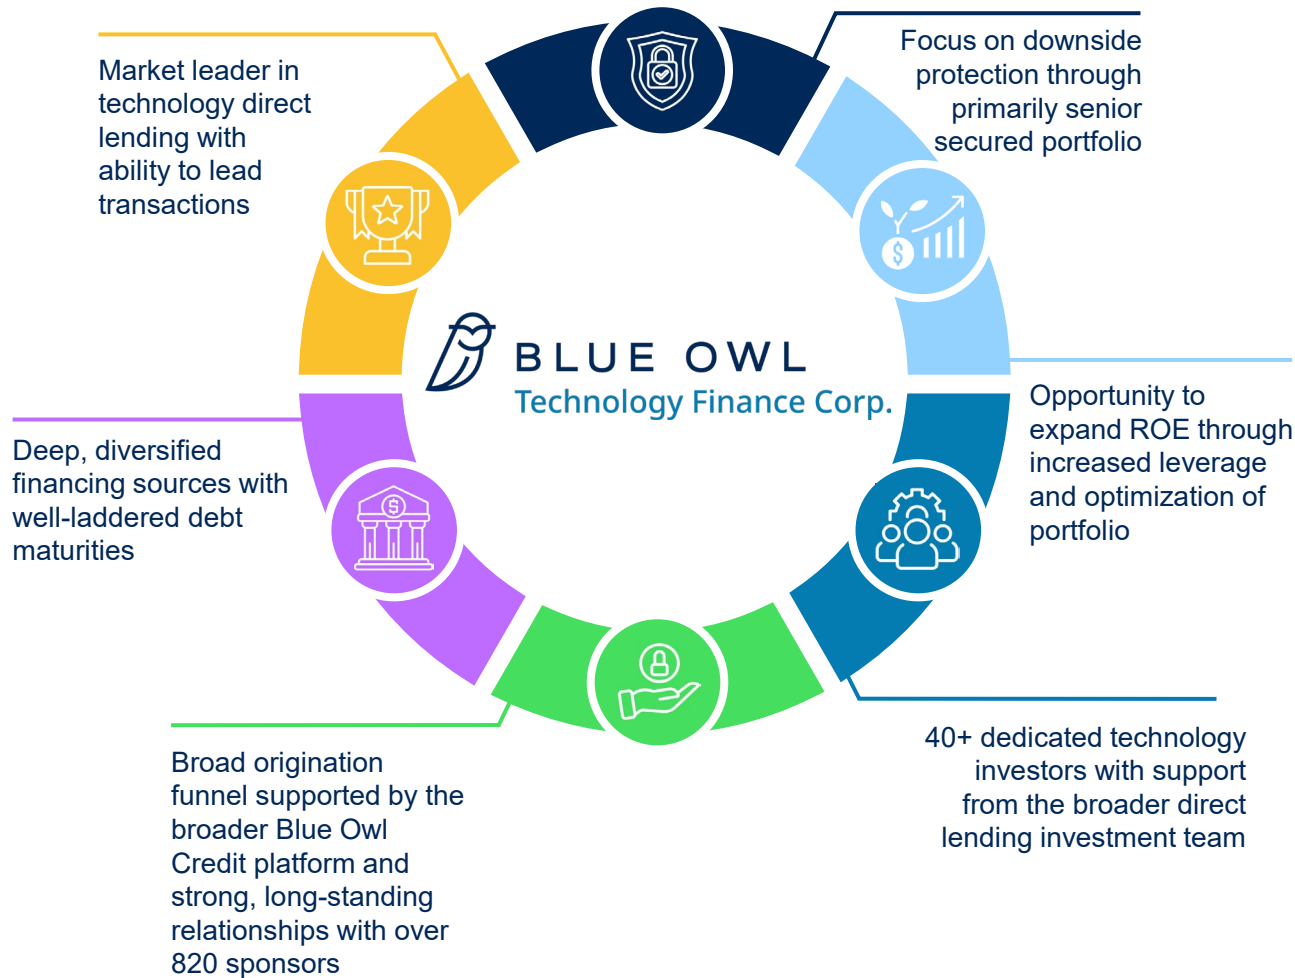 Market leader in
technology direct
lending with
ability to lead
transactions
Focus on downside
protection through
primarily senior
secured portfolio
BLUE OWL
Technology Finance Corp.
Opportunity to
expand ROE through
increased leverage
and optimization of
portfolio
Deep, diversified
financing sources with
well-laddered debt
maturities
40+ dedicated technology
investors with support
from the broader direct
lending investment team
Broad origination
funnel supported by the
broader Blue Owl
Credit platform and
strong, long-standing
relationships with over
820 sponsors
$
$